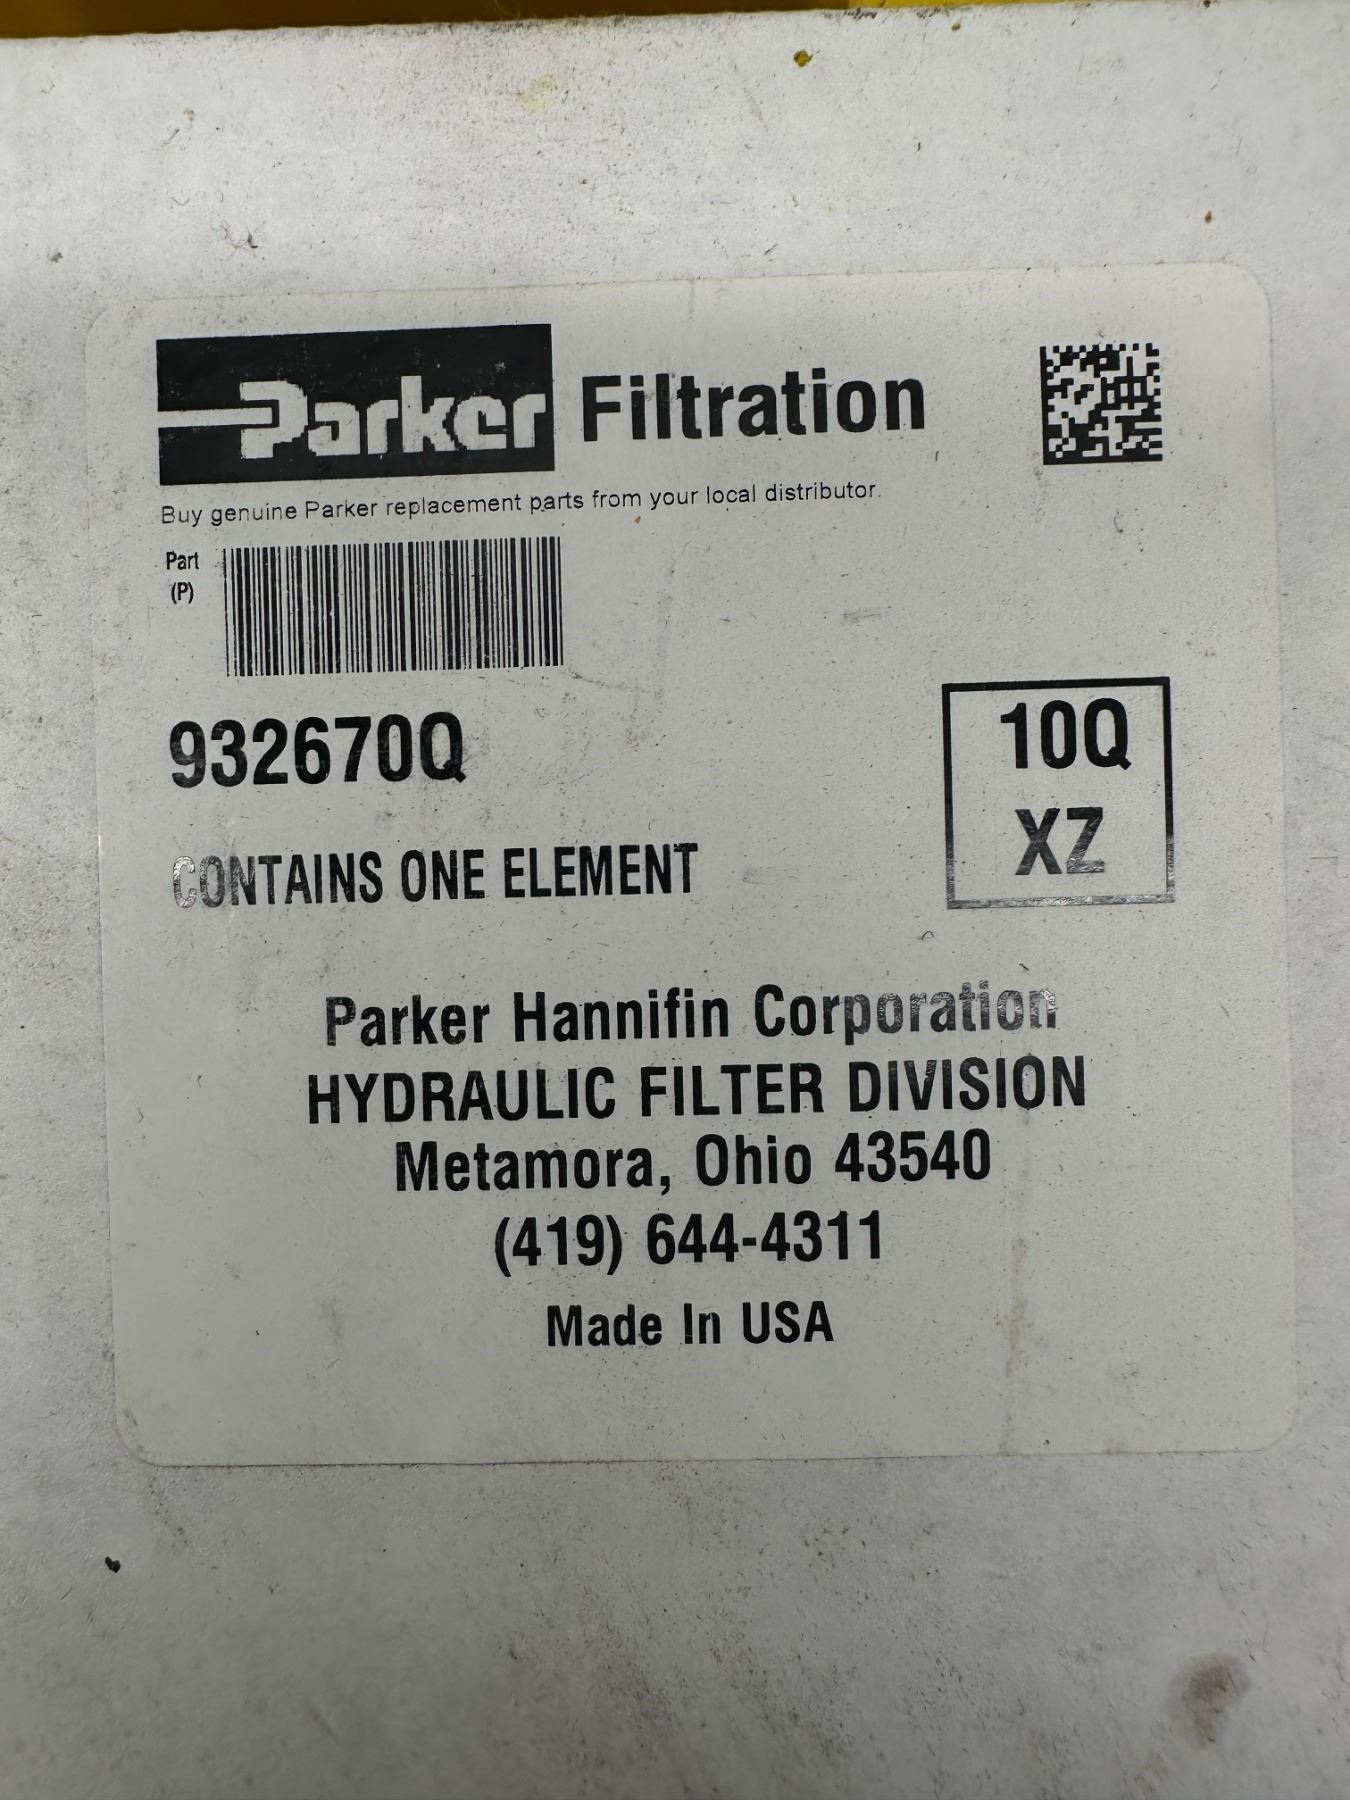 Parker Filtration
Buy genuine Parker replacement parts from your local distributor.
Part
(P)
932670Q
10Q
XZ
CONTAINS ONE ELEMENT
Parker Hannifin Corporation
HYDRAULIC FILTER DIVISION
Metamora, Ohio 43540
(419) 644-4311
Made In USA